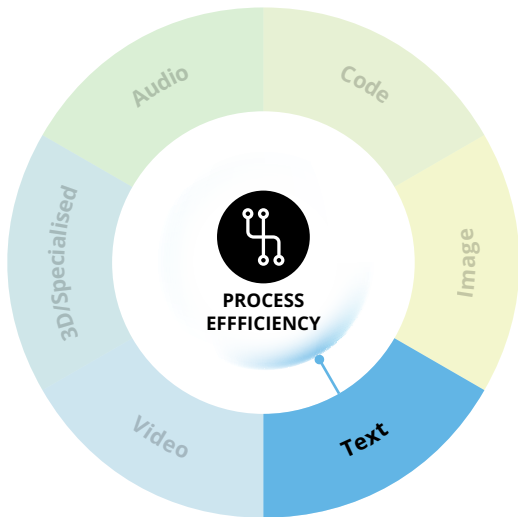 Audio
Code
3D/Specialised
Image
PROCESS
EFFFICIENCY
Video
Text